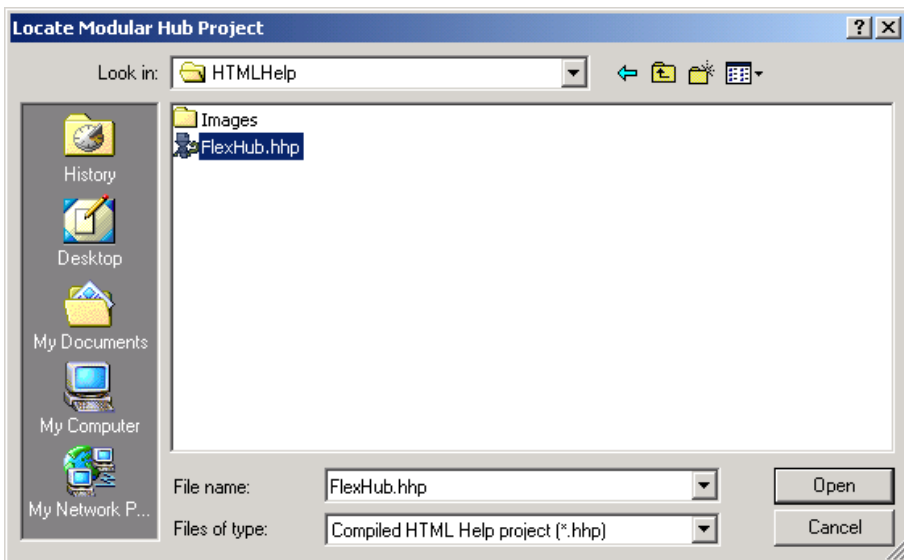 Locate Modular Hub Project
Look in: HTMLHelp
Images
FlexHub.hhp
History
Desktop
My Documents
My Computer
My Network P...
File name: FlexHub.hhp Open
Files of type: Compiled HTML Help project (*.hhp) Cancel